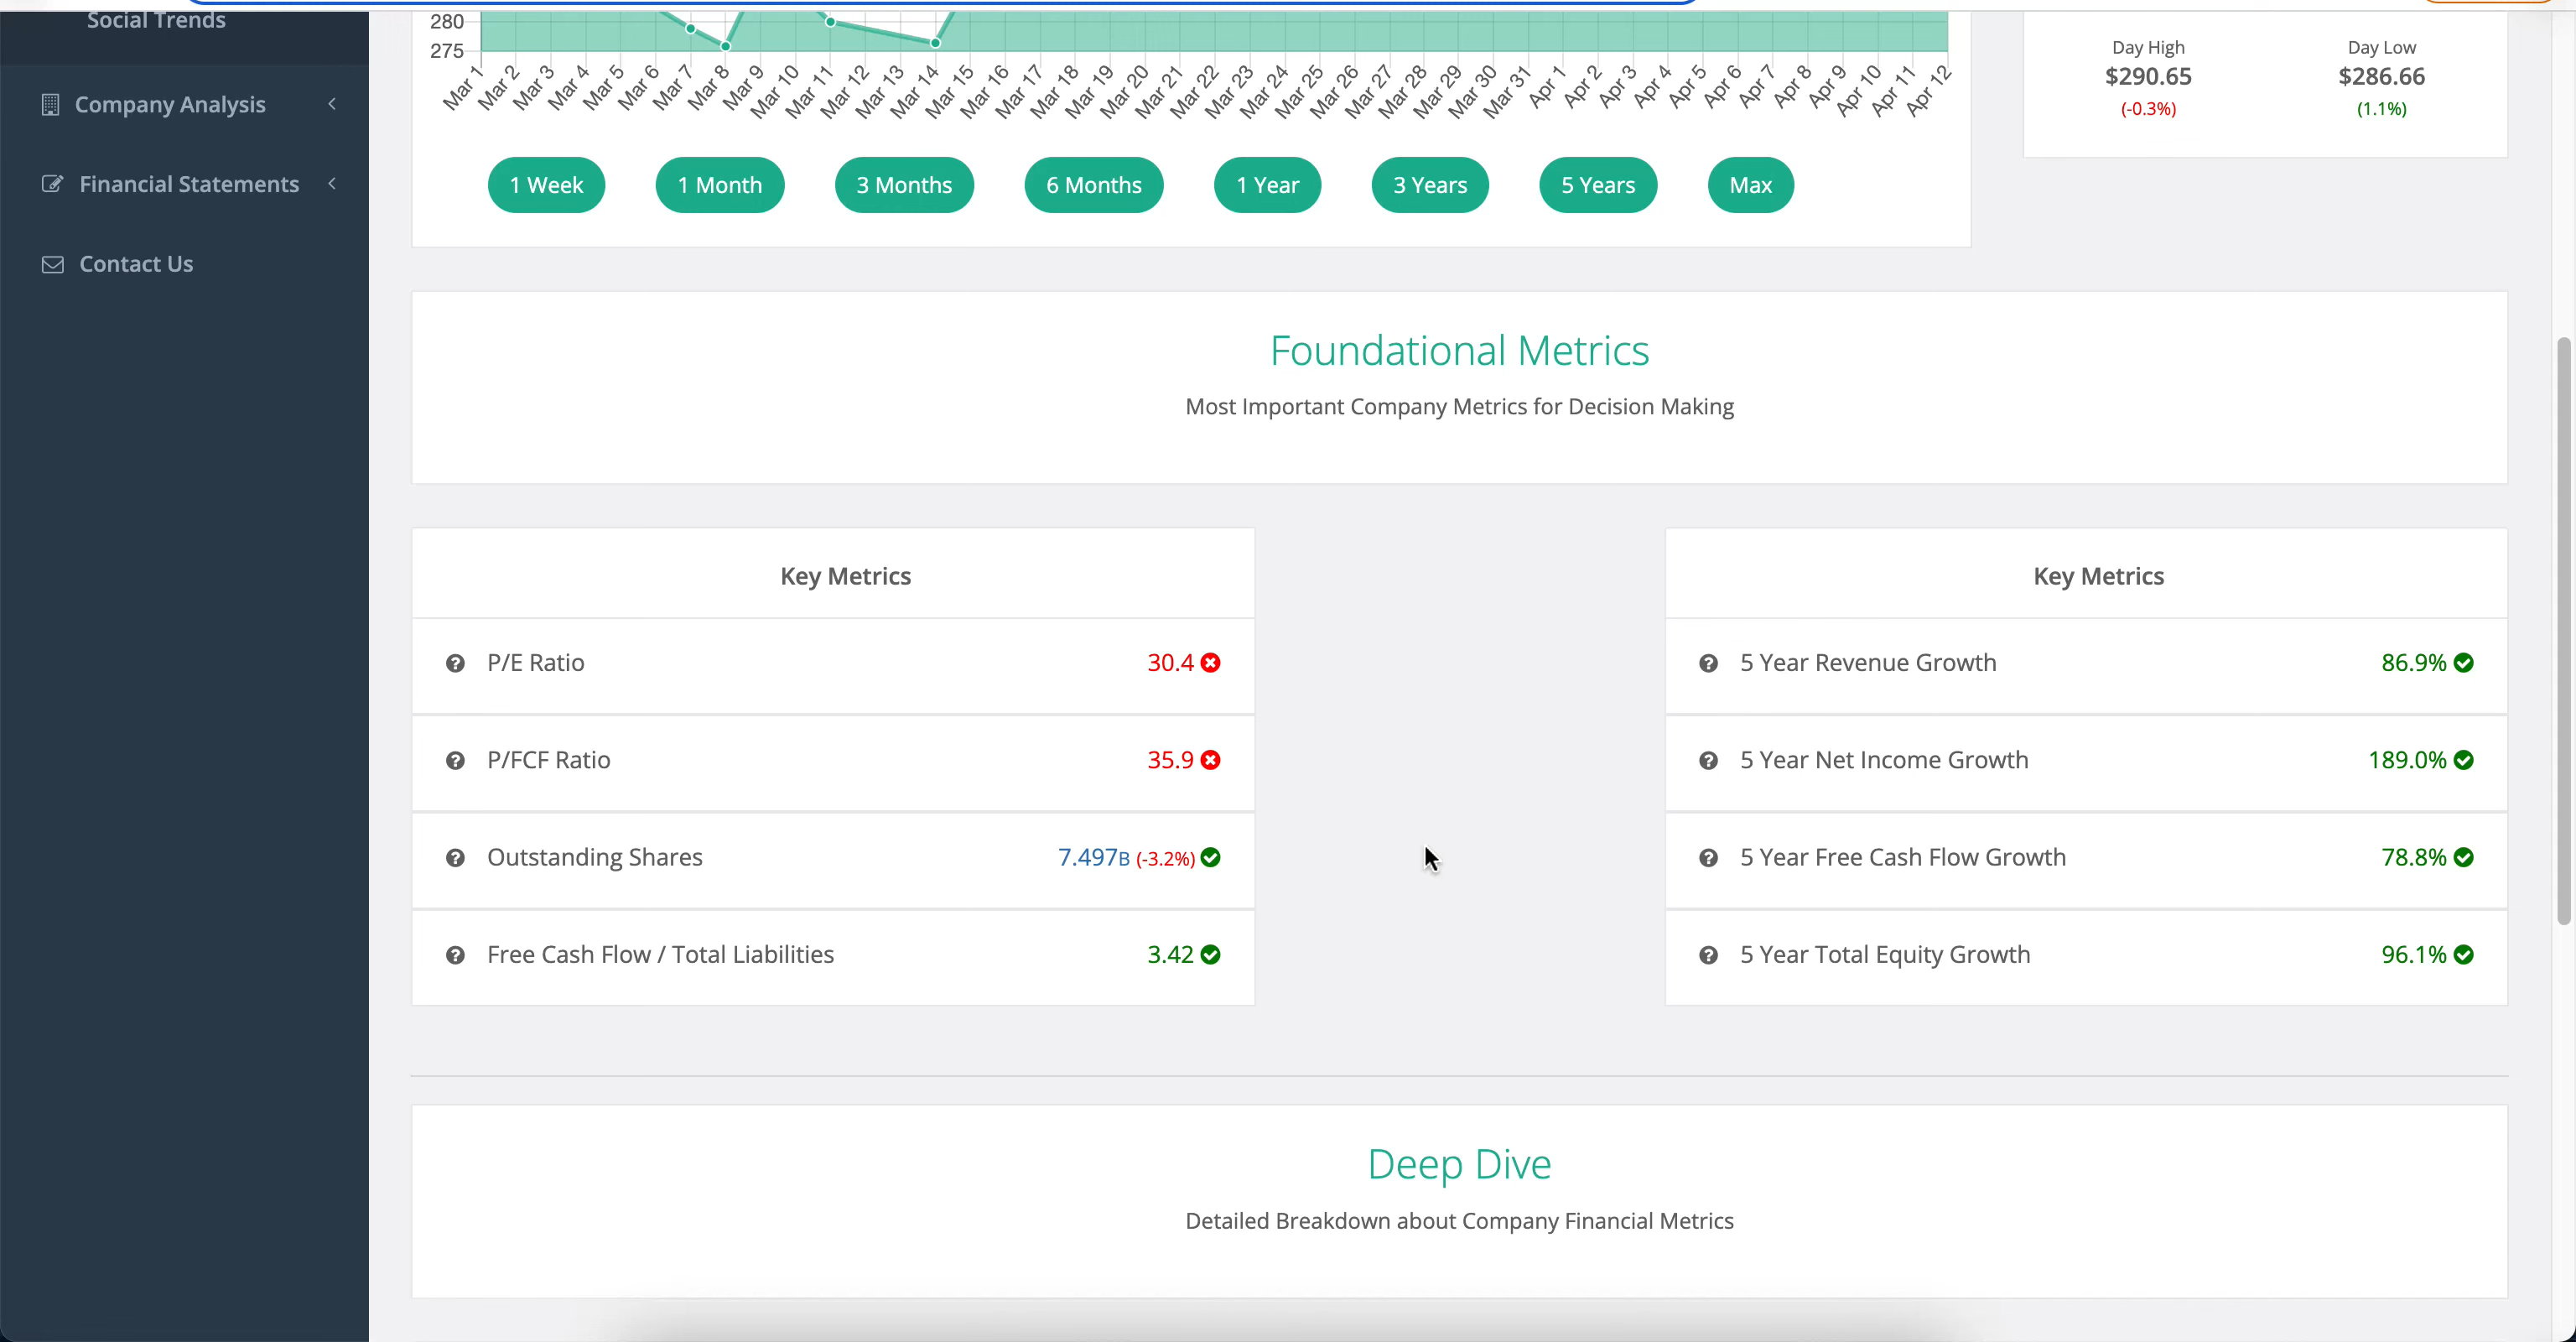 Social Trends
Company Analysis
Financial Statements
Contact Us
280
275
Mar 1 Mar 2 Mar 3 Mar 4 Mar 5 Mar 6 Mar 7 Mar 8 Mar 9 Mar 10 Mar 11 Mar 12 Mar 13 Mar 14 Mar 15 Mar 16 Mar 17 Mar 18 Mar 19 Mar 20 Mar 21 Mar 22 Mar 23 Mar 24 Mar 25 Mar 26 Mar 27 Mar 28 Mar 29 Mar 30 Mar 31 Apr 1 Apr 2 Apr 3 Apr 4 Apr 5 Apr 6 Apr 7 Apr 8 Apr 9 Apr 10 Apr 11 Apr 12
1 Week 1 Month 3 Months 6 Months 1 Year 3 Years 5 Years Max
Day High Day Low
$290.65 $286.66
(-0.3%) (1.1%)
Foundational Metrics
Most Important Company Metrics for Decision Making
Key Metrics
P/E Ratio 30.4
P/FCF Ratio 35.9
Outstanding Shares 7.497B (-3.2%)
Free Cash Flow / Total Liabilities 3.42
Key Metrics
5 Year Revenue Growth 86.9%
5 Year Net Income Growth 189.0%
5 Year Free Cash Flow Growth 78.8%
5 Year Total Equity Growth 96.1%
Deep Dive
Detailed Breakdown about Company Financial Metrics